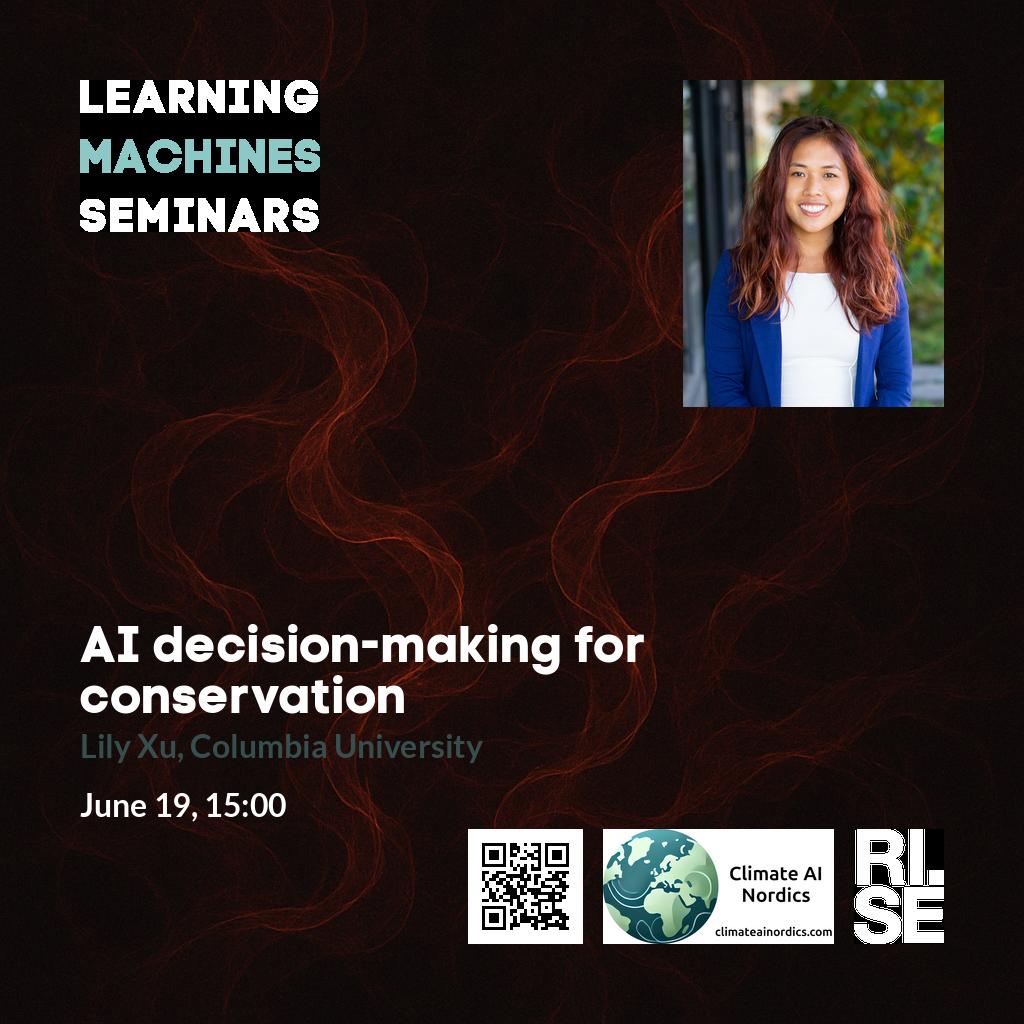 LEARNING
MACHINES
SEMINARS
AI decision-making for
conservation
Lily Xu, Columbia University
June 19, 15:00
Climate AI
Nordics
climateainordics.com
RI.
SE